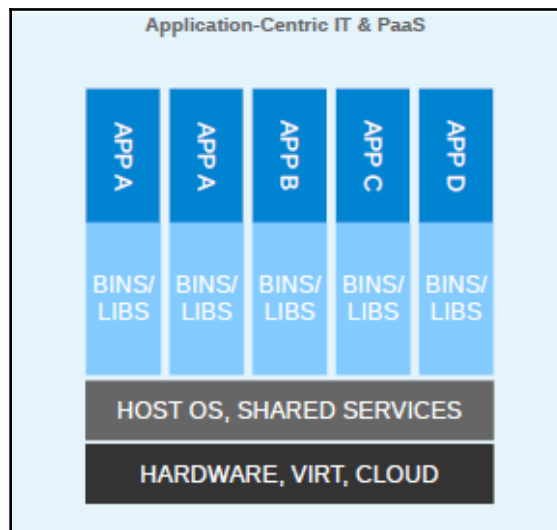 Application-Centric IT & PaaS
APP A
APP A
APP B
APP C
APP D
BINS/
LIBS
BINS/
LIBS
BINS/
LIBS
BINS/
LIBS
BINS/
LIBS
HOST OS, SHARED SERVICES
HARDWARE, VIRT, CLOUD